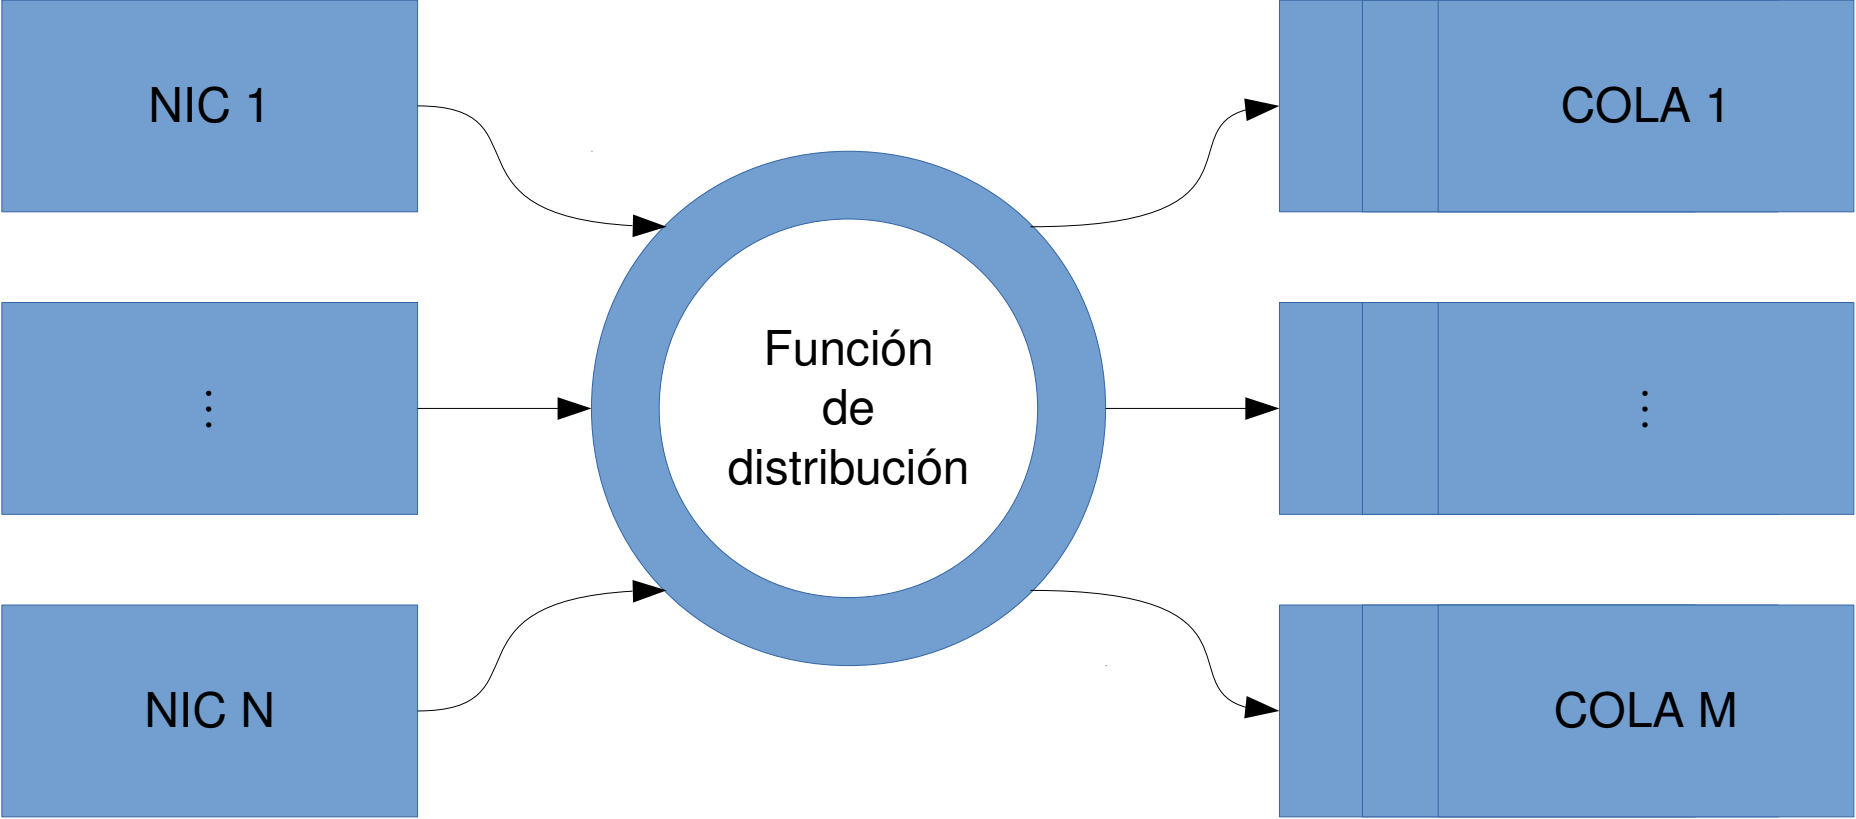 NIC 1
COLA 1
Función
de
distribución
⋮
⋮
NIC N
COLA M